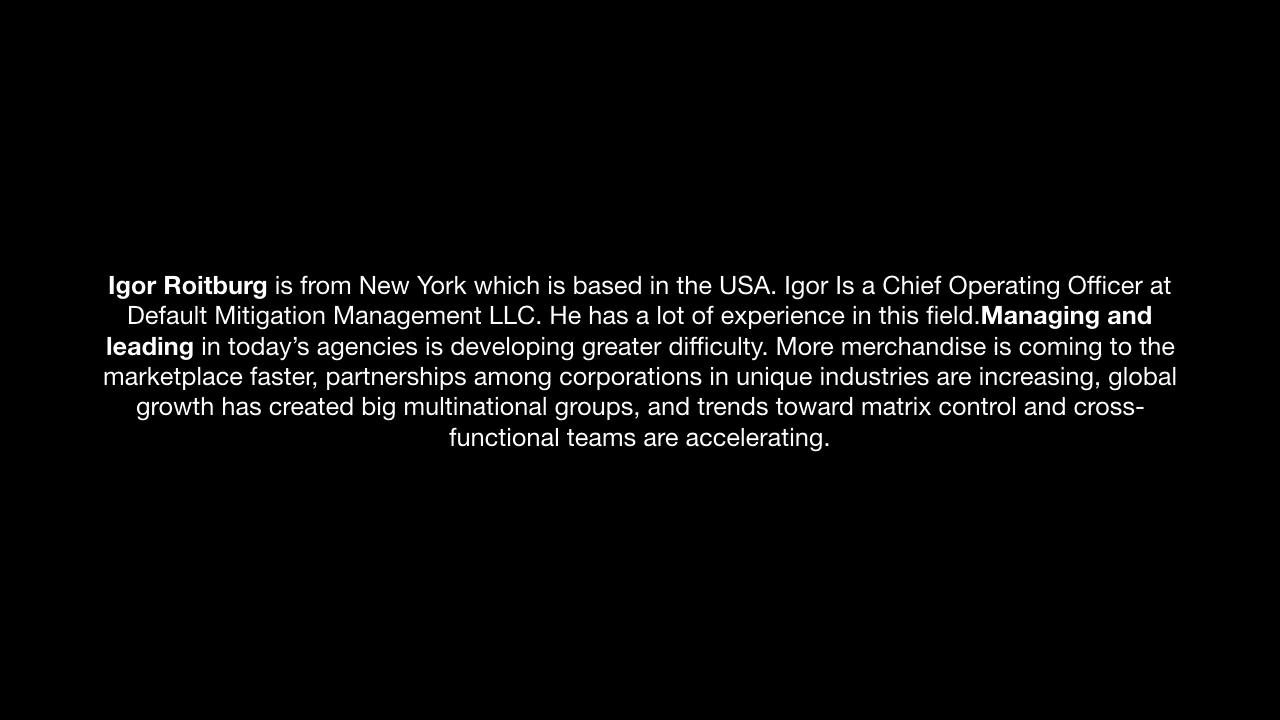 Igor Roitburg is from New York which is based in the USA. Igor Is a Chief Operating Officer at
Default Mitigation Management LLC. He has a lot of experience in this field.Managing and
leading in today’s agencies is developing greater difficulty. More merchandise is coming to the
marketplace faster, partnerships among corporations in unique industries are increasing, global
growth has created big multinational groups, and trends toward matrix control and cross-
functional teams are accelerating.